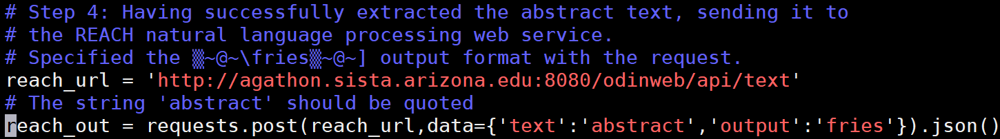 # Step 4: Having successfully extracted the abstract text, sending it to
# the REACH natural language processing web service.
# Specified the ▒~@~\fries▒~@~] output format with the request.
reach_url = 'http://agathon.sista.arizona.edu:8080/odinweb/api/text'
# The string 'abstract' should be quoted
reach_out = requests.post(reach_url,data={'text':'abstract','output':'fries'}).json()